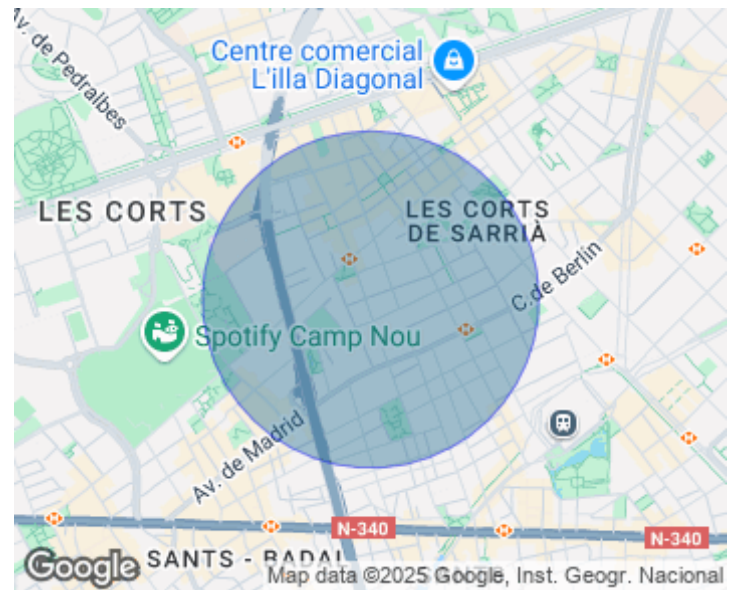 Av. de Pedralbes
Centre comercial
L'illa Diagonal
LES CORTS
LES CORTS
DE SARRIÀ
C. de Berlín
Spotify Camp Nou
Av. de Madrid
N-340
N-340
SANTS - BADAL
Google
Map data ©2025 Google, Inst. Geogr. Nacional